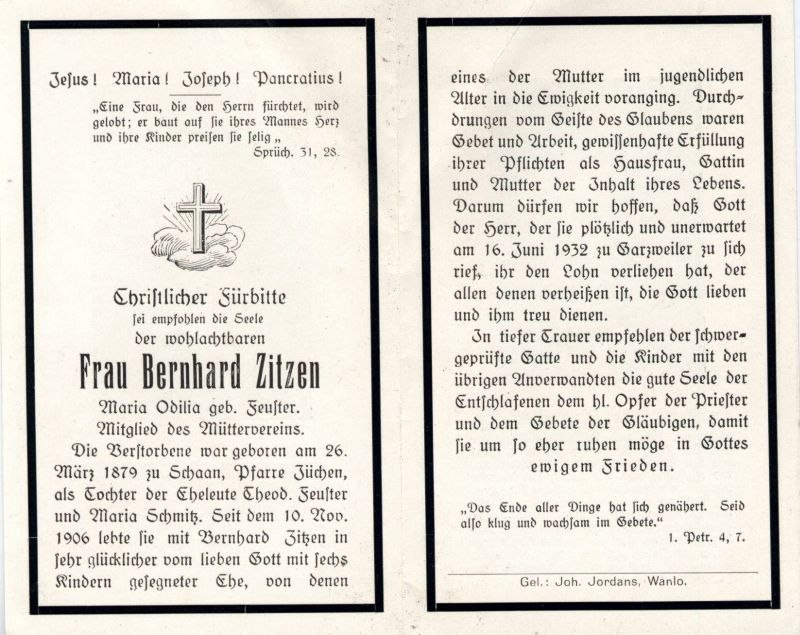 Jesus! Maria! Joseph! Pancratius!
„Eine Frau, die den Herrn fürchtet, wird
gelobt; er baut auf sie ihres Mannes Herz
und ihre Kinder preisen sie selig„
Sprüch. 31, 28.
Christlicher Fürbitte
sei empfohlen die Seele
der wohlachtbaren
Frau Bernhard Zitzen
Maria Odilia geb. Feuster.
Mitglied des Müttervereins.
Die Verstorbene war geboren am 26.
März 1879 zu Schaan, Pfarre Jüchen,
als Tochter der Eheleute Theod. Feuster
und Maria Schmitz. Seit dem 10. Nov.
1906 lebte sie mit Bernhard Zitzen in
sehr glücklicher vom lieben Gott mit sechs
Kindern gesegneter Ehe, von denen
eines der Mutter im jugendlichen
Alter in die Ewigkeit voranging. Durch-
drungen vom Geiste des Glaubens waren
Gebet und Arbeit, gewissenhafte Erfüllung
ihrer Pflichten als Hausfrau, Gattin
und Mutter der Inhalt ihres Lebens.
Darum dürfen wir hoffen, daß Gott
der Herr, der sie plötzlich und unerwartet
am 16. Juni 1932 zu Garzweiler zu sich
rief, ihr den Lohn verliehen hat, der
allen denen verheißen ist, die Gott lieben
und ihm treu dienen.
In tiefer Trauer empfehlen der schwer-
geprüfte Gatte und die Kinder mit den
übrigen Anverwandten die gute Seele der
Entschlafenen dem hl. Opfer der Priester
und dem Gebete der Gläubigen, damit
sie um so eher ruhen möge in Gottes
ewigem Frieden.
„Das Ende aller Dinge hat sich genähert. Seid
also klug und wachsam im Gebete.“
1. Petr. 4, 7.
Gel.: Joh. Jordans, Wanlo.